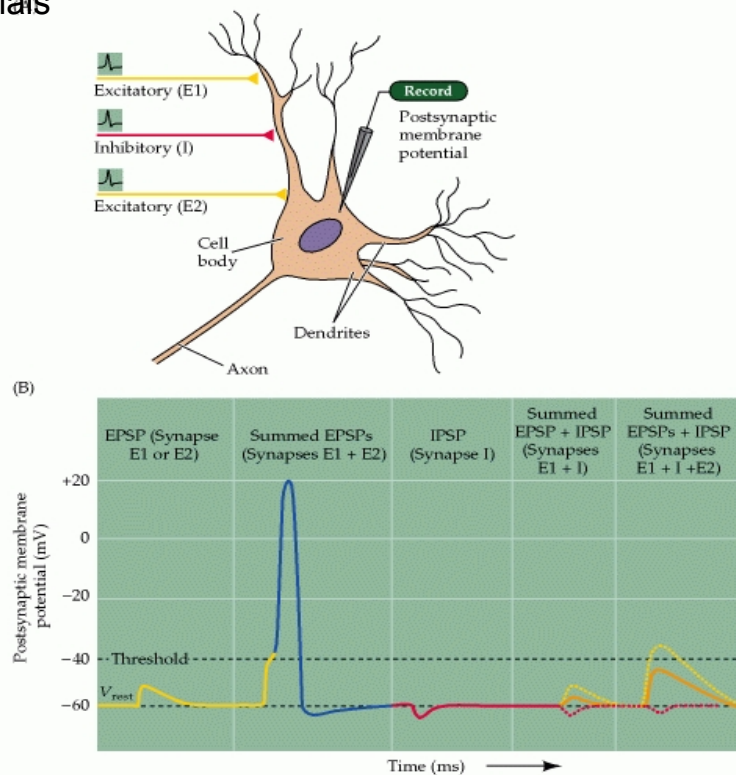 Excitatory (E1)
Inhibitory (I)
Excitatory (E2)
Record
Postsynaptic
membrane
potential
Cell
body
Dendrites
Axon
(B)
EPSP (Synapse
E1 or E2)
Summed EPSPs
(Synapses E1 + E2)
IPSP
(Synapse I)
Summed
EPSP + IPSP
(Synapses
E1 + I)
Summed
EPSPs + IPSP
(Synapses
E1 + I +E2)
Postsynaptic membrane
potential (mV)
+20
0
−20
−40
Threshold
Vrest
−60
Time (ms)